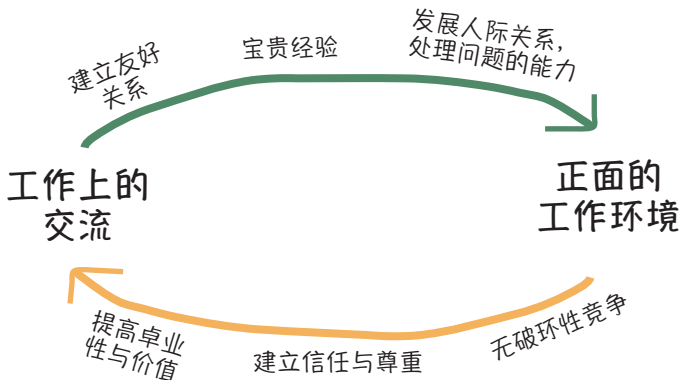 建立友好
关系
宝贵经验
发展人际关系，
处理问题的能力
工作上的
交流
正面的
工作环境
提高卓业
性与价值
建立信任与尊重
无破环性竞争